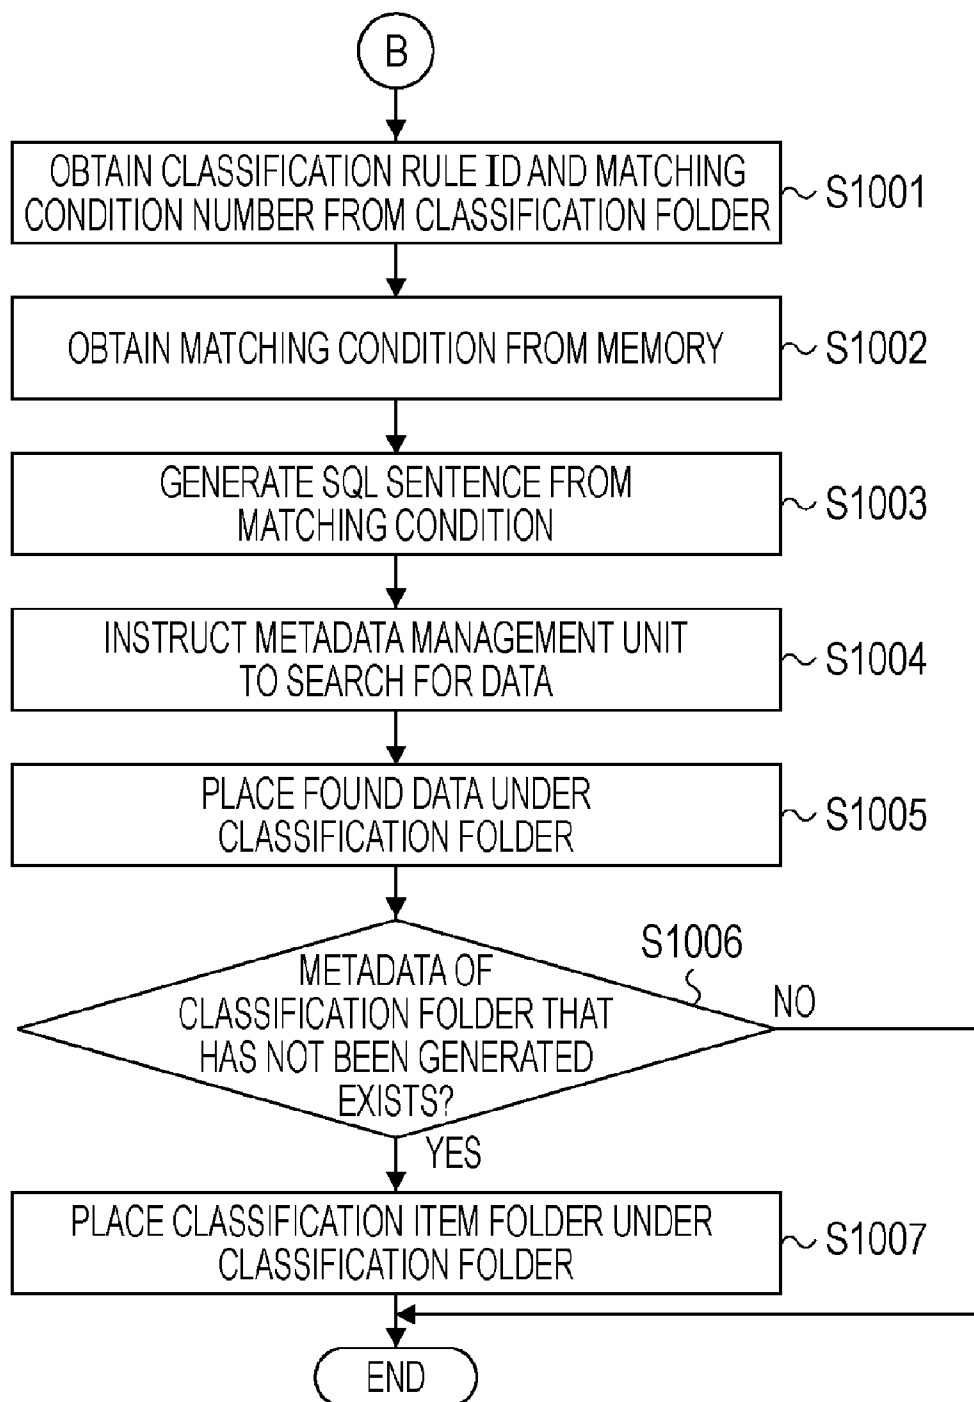 B
OBTAIN CLASSIFICATION RULE ID AND MATCHING
CONDITION NUMBER FROM CLASSIFICATION FOLDER
S1001
OBTAIN MATCHING CONDITION FROM MEMORY
S1002
GENERATE SQL SENTENCE FROM
MATCHING CONDITION
S1003
INSTRUCT METADATA MANAGEMENT UNIT
TO SEARCH FOR DATA
S1004
PLACE FOUND DATA UNDER
CLASSIFICATION FOLDER
S1005
S1006
METADATA OF
CLASSIFICATION FOLDER THAT
HAS NOT BEEN GENERATED
EXISTS?
NO
YES
PLACE CLASSIFICATION ITEM FOLDER UNDER
CLASSIFICATION FOLDER
S1007
END